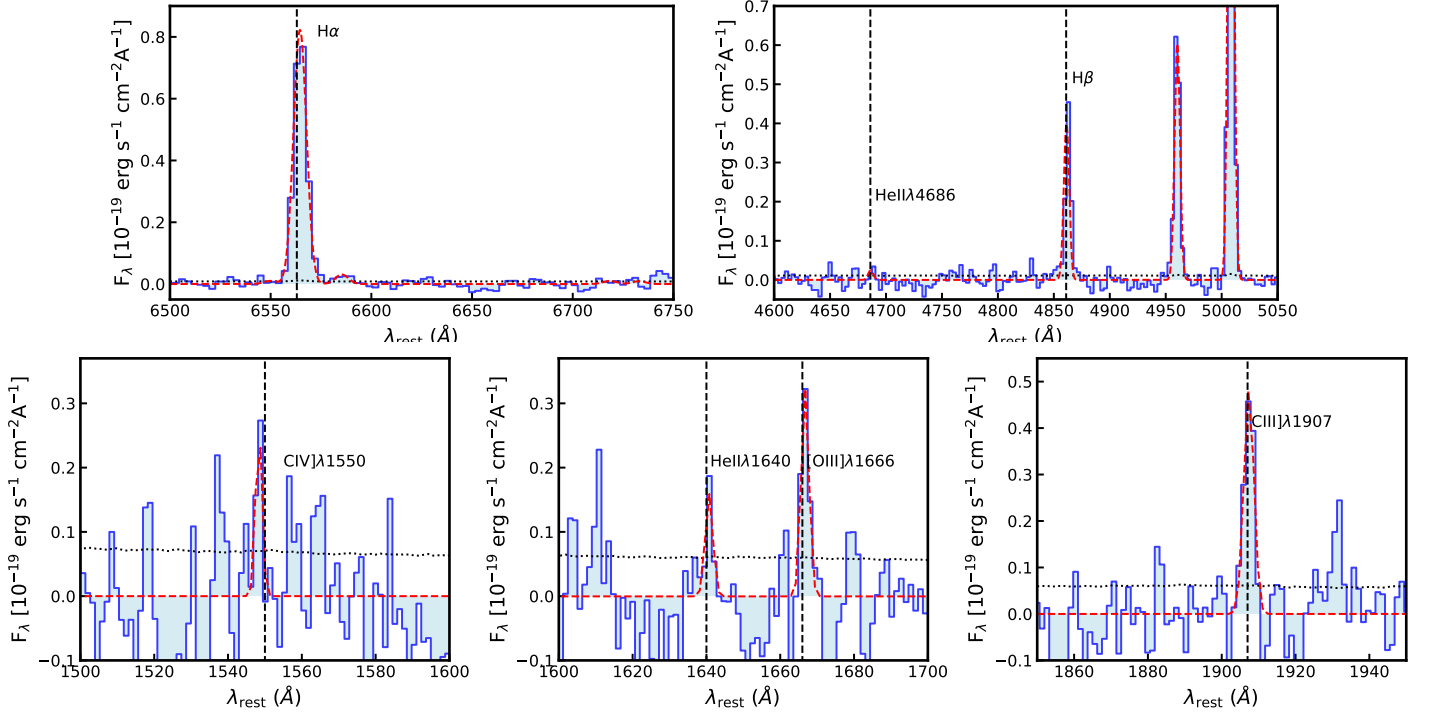 Hα
F_λ [10⁻¹⁹ erg s⁻¹ cm⁻²A⁻¹]
0.8
0.6
0.4
0.2
0.0
6500 6550 6600 6650 6700 6750
λ_rest (Å)
Hβ
HeIIλ4686
F_λ [10⁻¹⁹ erg s⁻¹ cm⁻²A⁻¹]
0.7
0.6
0.5
0.4
0.3
0.2
0.1
0.0
4600 4650 4700 4750 4800 4850 4900 4950 5000 5050
λ_rest (Å)
CIV]λ1550
F_λ [10⁻¹⁹ erg s⁻¹ cm⁻²A⁻¹]
0.3
0.2
0.1
0.0
−0.1
1500 1520 1540 1560 1580 1600
λ_rest (Å)
HeIIλ1640 [OIII]λ1666
F_λ [10⁻¹⁹ erg s⁻¹ cm⁻²A⁻¹]
0.3
0.2
0.1
0.0
−0.1
1600 1620 1640 1660 1680 1700
λ_rest (Å)
CIII]λ1907
F_λ [10⁻¹⁹ erg s⁻¹ cm⁻²A⁻¹]
0.5
0.4
0.3
0.2
0.1
0.0
−0.1
1860 1880 1900 1920 1940
λ_rest (Å)